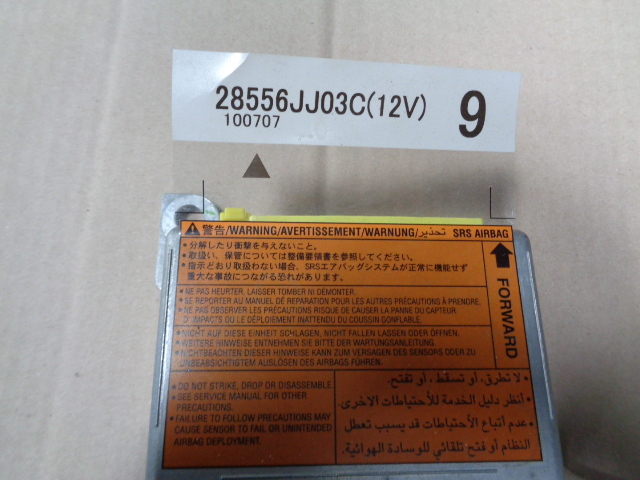 28556JJ03C(12V)
100707
9
警告/WARNING/AVERTISSEMENT/WARNUNG/تحذير SRS AIRBAG
・分解したり衝撃を与えないこと。
・取扱い、保管については整備要領書を参照してください。
・指示どおり取扱わない場合、SRSエアバッグシステムが正常に機能せず
重大な事故につながる恐れがあります。
FORWARD
•NE PAS HEURTER, LAISSER TOMBER NI DEMONTER.
•SE REPORTER AU MANUEL DE RÉPARATION POUR LES AUTRES PRÉCAUTIONS À PRENDRE.
•NE PAS OBSERVER LES PRÉCAUTIONS RISQUE DE CAUSER LA PANNE DU CAPTEUR
D'IMPACTS OU LE DÉPLOIEMENT INATTENDU DU COUSSIN GONFLABLE.
•NICHT AUF DIESE EINHEIT SCHLAGEN, NICHT FALLEN LASSEN ODER ÖFFNEN.
•WEITERE HINWEISE ENTNEHMEN SIE BITTE DER WARTUNGSANLEITUNG.
•NICHTBEACHTEN DIESER HINWEISE KANN ZUM VERSAGEN DES SENSORS ODER ZU
UNBEABSICHTIGTEM AUSLÖSEN DES AIRBAGS FÜHREN.
•DO NOT STRIKE, DROP OR DISASSEMBLE.
•SEE SERVICE MANUAL FOR OTHER
PRECAUTIONS.
•FAILURE TO FOLLOW PRECAUTIONS MAY
CAUSE SENSOR TO FAIL OR UNINTENDED
AIRBAG DEPLOYMENT.
•لا تطرق، أو تسقط، أو تفتح.
•أنظر دليل الخدمة للأحتياطات الاخرى.
•عدم أتباع الأحتياطات قد يسبب تعطل
النظام أو فتح تلقائي للوسادة الهوائية.